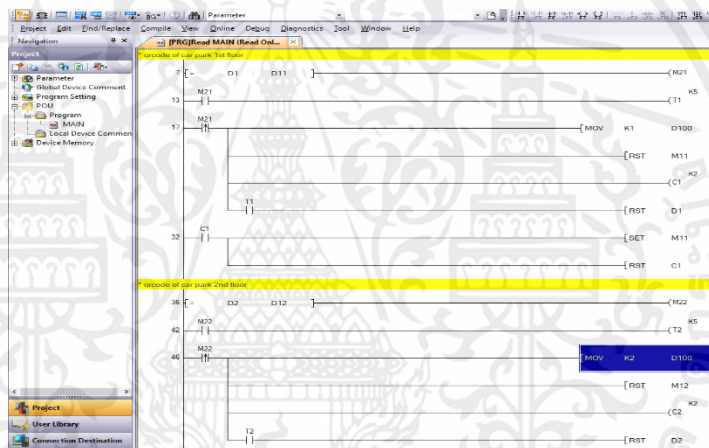 Parameter
Project Edit Find/Replace Compile View Online Debug Diagnostics Tool Window Help
Navigation
[PRG]Read MAIN (Read Onl...
Project
Parameter
Global Device Comment
Program Setting
POU
Program
MAIN
Local Device Commen
Device Memory
* qrcode of car park 1st floor
7 [= D1 D11 ] (M21
13 M21 K5
(T1
17 M21 [MOV K1 D100
[RST M11
K2
(C1
T1
[RST D1
32 C1 [SET M11
[RST C1
* qrcode of car park 2nd floor
36 [= D2 D12 ] (M22
42 M22 K5
(T2
46 M22 [MOV K2 D100
[RST M12
K2
(C2
T2
[RST D2
Project
User Library
Connection Destination